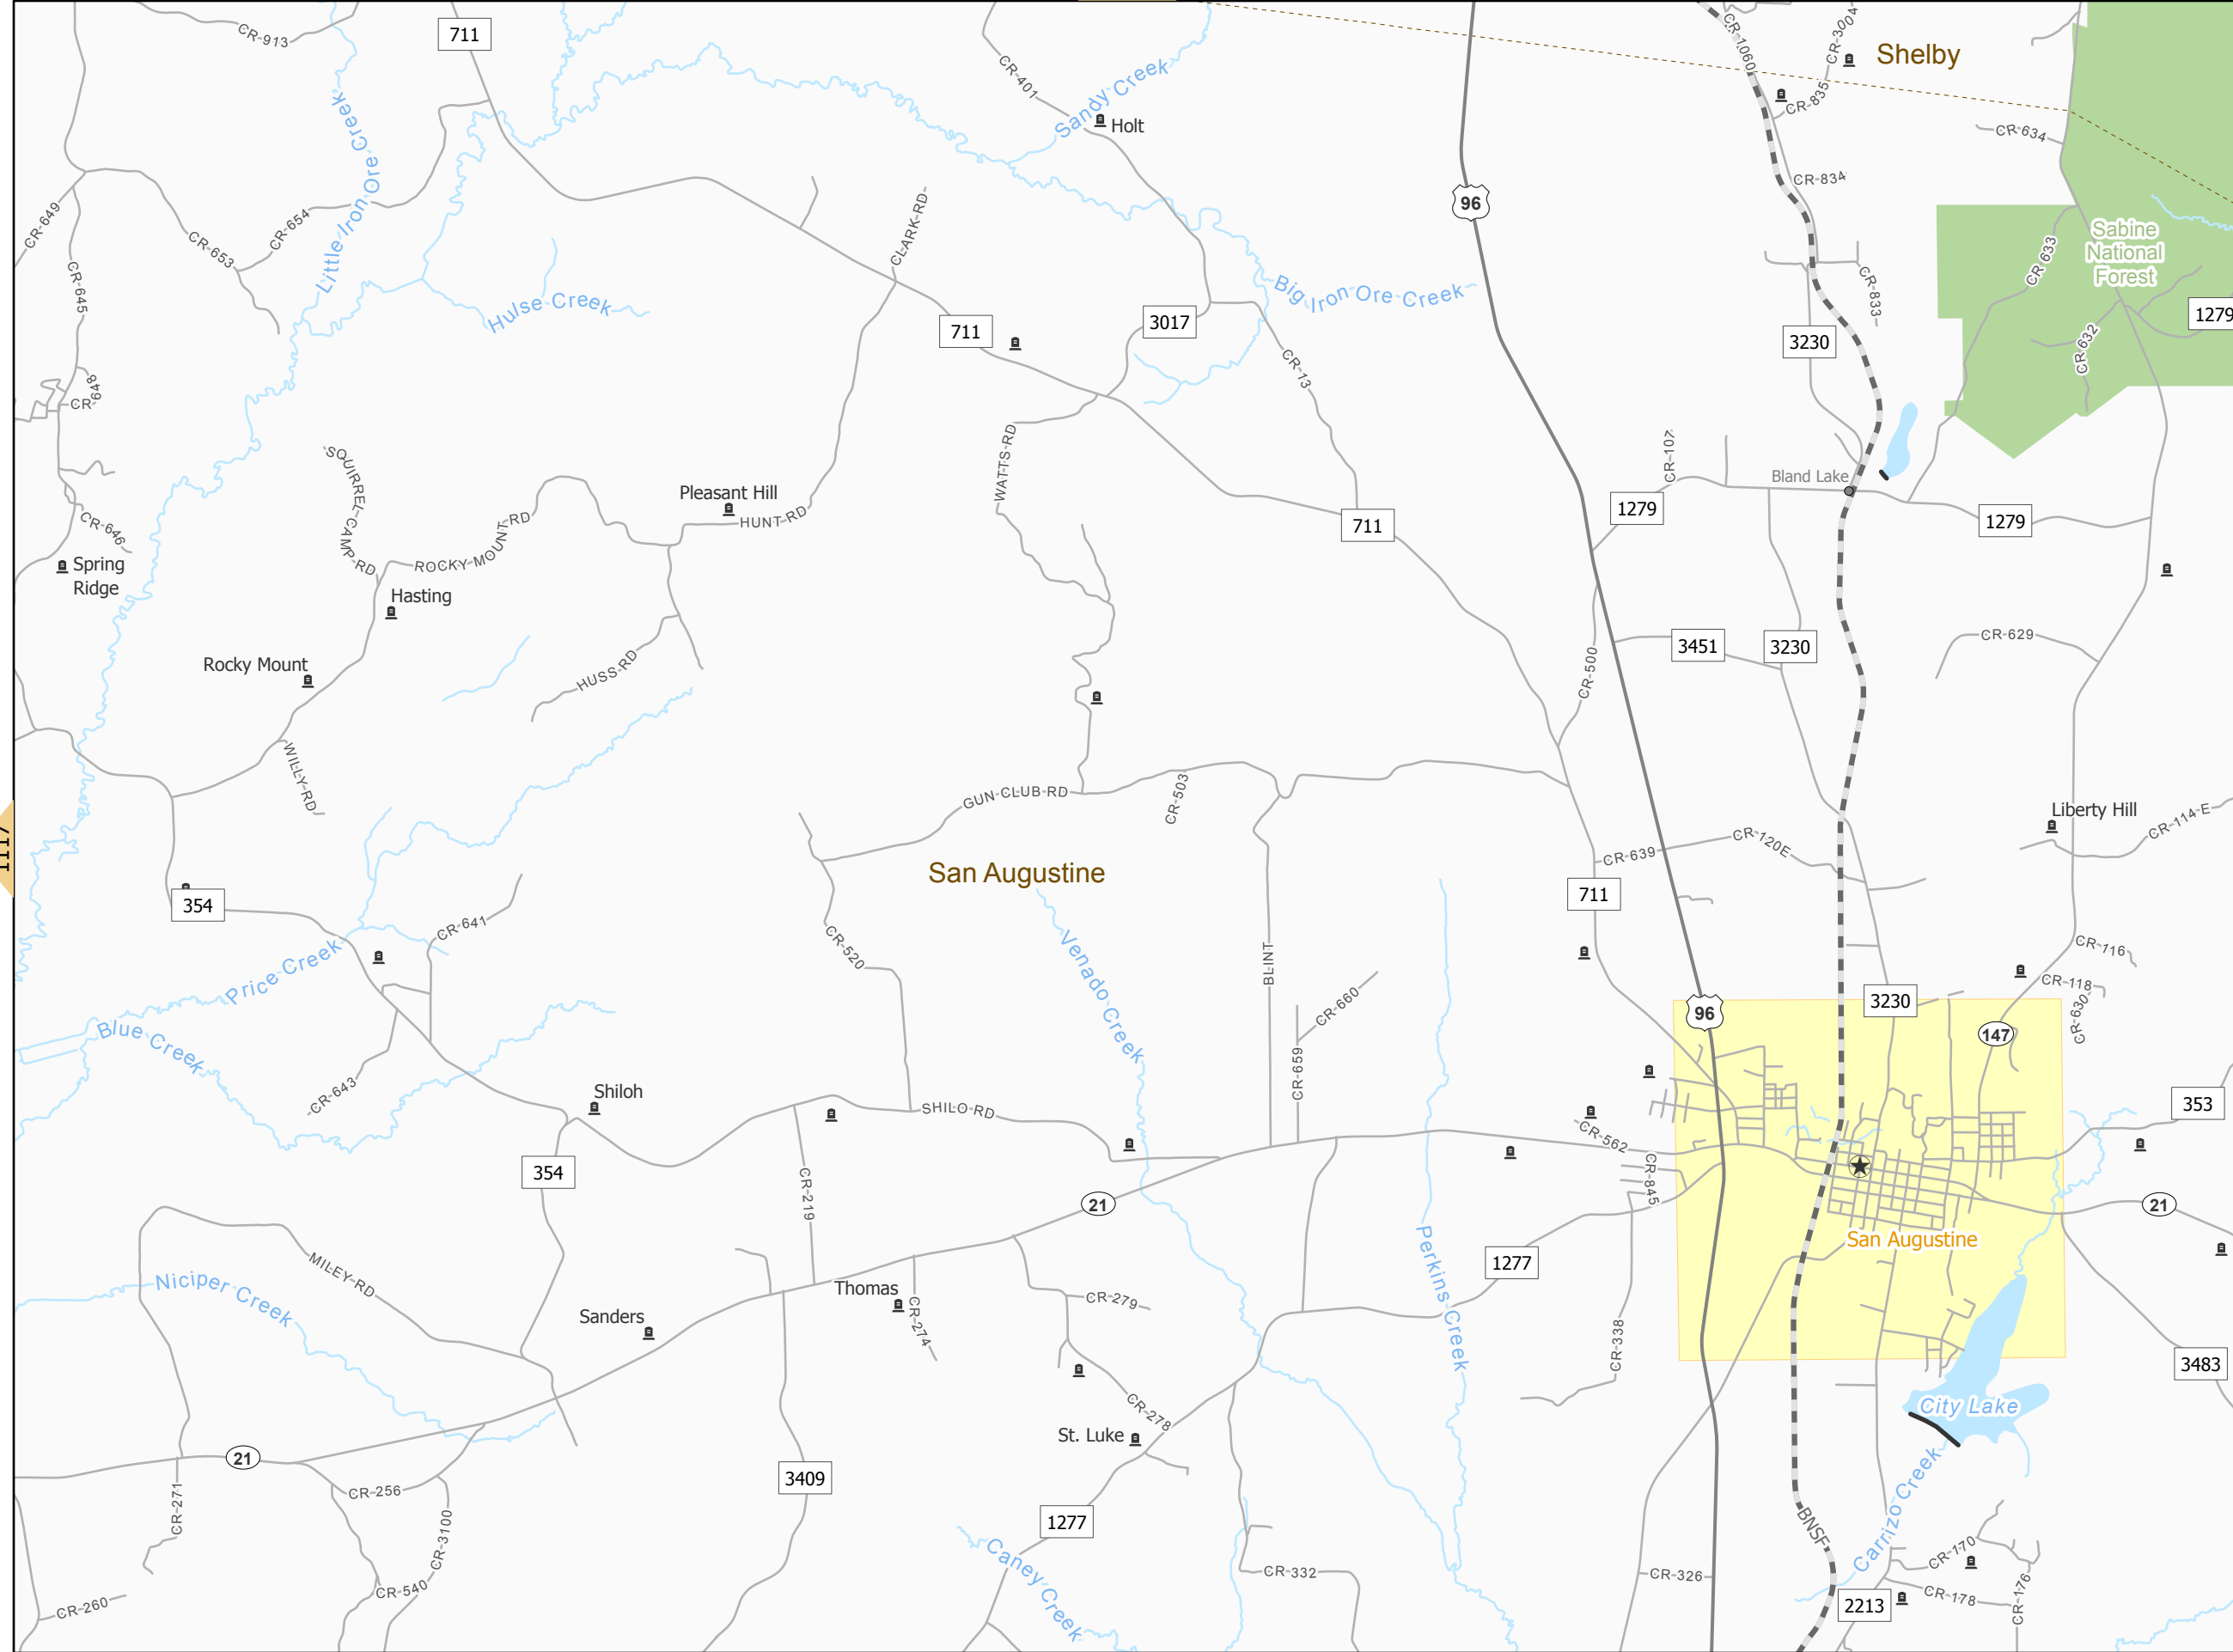 CR-913
711
CR-401
Sandy Creek
Holt
CR-1060
CR-3004
Shelby
CR-835
CR-634
Little Iron Ore Creek
CR-649
CR-653
CR-654
CR-645
Hulse Creek
CLARK RD
96
CR-834
CR-833
CR 633
Sabine
National
Forest
1279
Big Iron Ore Creek
711
3017
3230
CR-632
CR-13
CR-648
SQUIRREL CAMP RD
Pleasant Hill
HUNT RD
WATTS RD
CR-107
Bland Lake
1279
1279
711
CR-646
ROCKY MOUNT RD
Spring
Ridge
Hasting
Rocky Mount
HUSS-RD
3451
3230
CR-629
CR-500
WILLY-RD
GUN-CLUB-RD
CR-503
Liberty Hill
CR-114-E
1117
CR-639
CR-120E
San Augustine
354
711
CR-641
CR-520
Price Creek
Venado Creek
BLINT
CR-116
CR-118
CR-630
CR-660
96
3230
147
Blue Creek
CR-643
Shiloh
SHILO RD
CR-659
353
CR-562
354
CR-219
CR-845
21
21
San Augustine
Perkins Creek
1277
MILEY-RD
Niciper Creek
Thomas
CR-279
CR-274
Sanders
CR-338
3483
City Lake
CR-278
St. Luke
21
3409
CR-256
CR-271
CR-3100
1277
BNSF
Carrizo Creek
Caney Creek
CR-332
CR-326
CR-170
CR-178
CR-176
2213
CR-540
CR-260